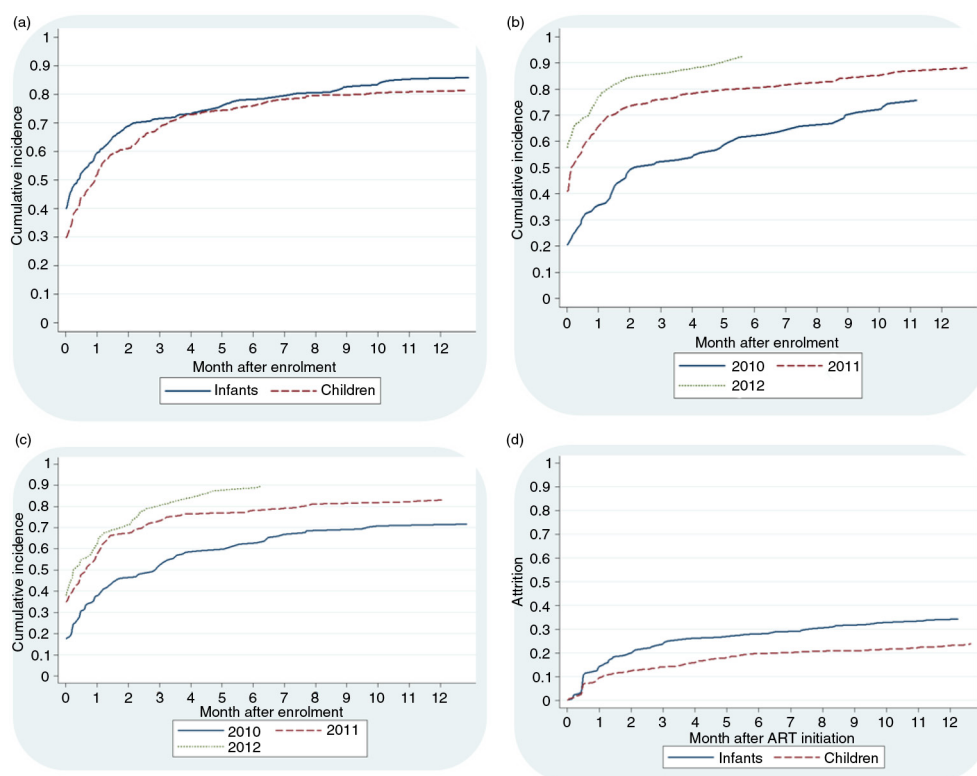 (a)
1
0.9
0.8
0.7
0.6
0.5
0.4
0.3
0.2
0.1
0
Cumulative incidence
0 1 2 3 4 5 6 7 8 9 10 11 12
Month after enrolment
Infants Children
(b)
1
0.9
0.8
0.7
0.6
0.5
0.4
0.3
0.2
0.1
0
Cumulative incidence
0 1 2 3 4 5 6 7 8 9 10 11 12
Month after enrolment
2010 2011
2012
(c)
1
0.9
0.8
0.7
0.6
0.5
0.4
0.3
0.2
0.1
0
Cumulative incidence
0 1 2 3 4 5 6 7 8 9 10 11 12
Month after enrolment
2010 2011
2012
(d)
1
0.9
0.8
0.7
0.6
0.5
0.4
0.3
0.2
0.1
0
Attrition
0 1 2 3 4 5 6 7 8 9 10 11 12
Month after ART initiation
Infants Children